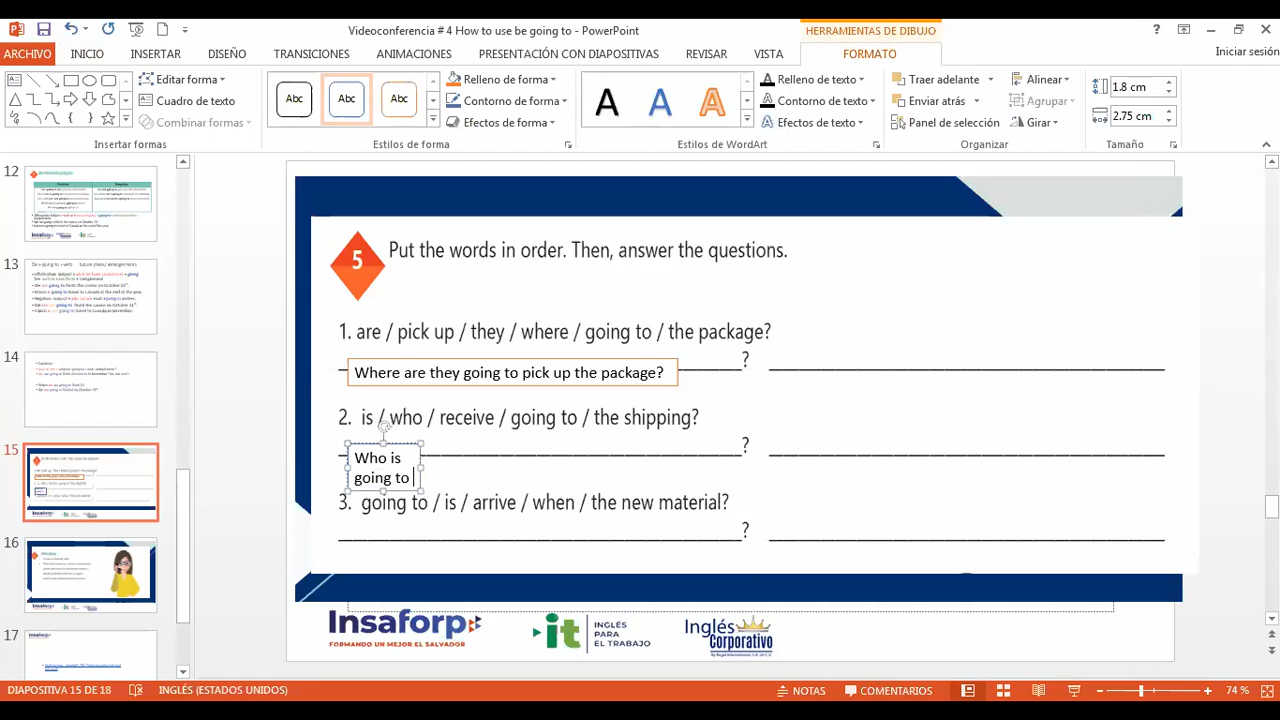 Videoconferencia # 4 How to use be going to - PowerPoint
HERRAMIENTAS DE DIBUJO
ARCHIVO INICIO INSERTAR DISEÑO TRANSICIONES ANIMACIONES PRESENTACIÓN CON DIAPOSITIVAS REVISAR VISTA FORMATO Iniciar sesión
Editar forma
Cuadro de texto
Combinar formas
Insertar formas
Abc Abc Abc
Relleno de forma
Contorno de forma
Efectos de forma
Estilos de forma
A A A
Relleno de texto
Contorno de texto
Efectos de texto
Estilos de WordArt
Traer adelante
Enviar atrás
Panel de selección
Alinear
Agrupar
Girar
Organizar
1.8 cm
2.75 cm
Tamaño
12
13
14
15
16
17
5
Put the words in order. Then, answer the questions.
1. are / pick up / they / where / going to / the package?
?
Where are they going to pick up the package?
2. is / who / receive / going to / the shipping?
?
Who is
going to
3. going to / is / arrive / when / the new material?
?
Insaforp
FORMANDO UN MEJOR EL SALVADOR
it
INGLÉS
PARA
EL TRABAJO
Inglés
Corporativo
DIAPOSITIVA 15 DE 18 INGLÉS (ESTADOS UNIDOS) NOTAS COMENTARIOS 74 %